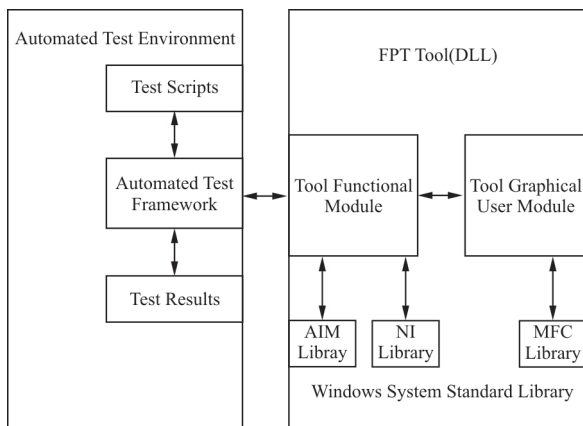 Automated Test Environment
Test Scripts
Automated Test
Framework
Test Results
FPT Tool(DLL)
Tool Functional
Module
Tool Graphical
User Module
AIM
Libray
NI
Library
MFC
Library
Windows System Standard Library